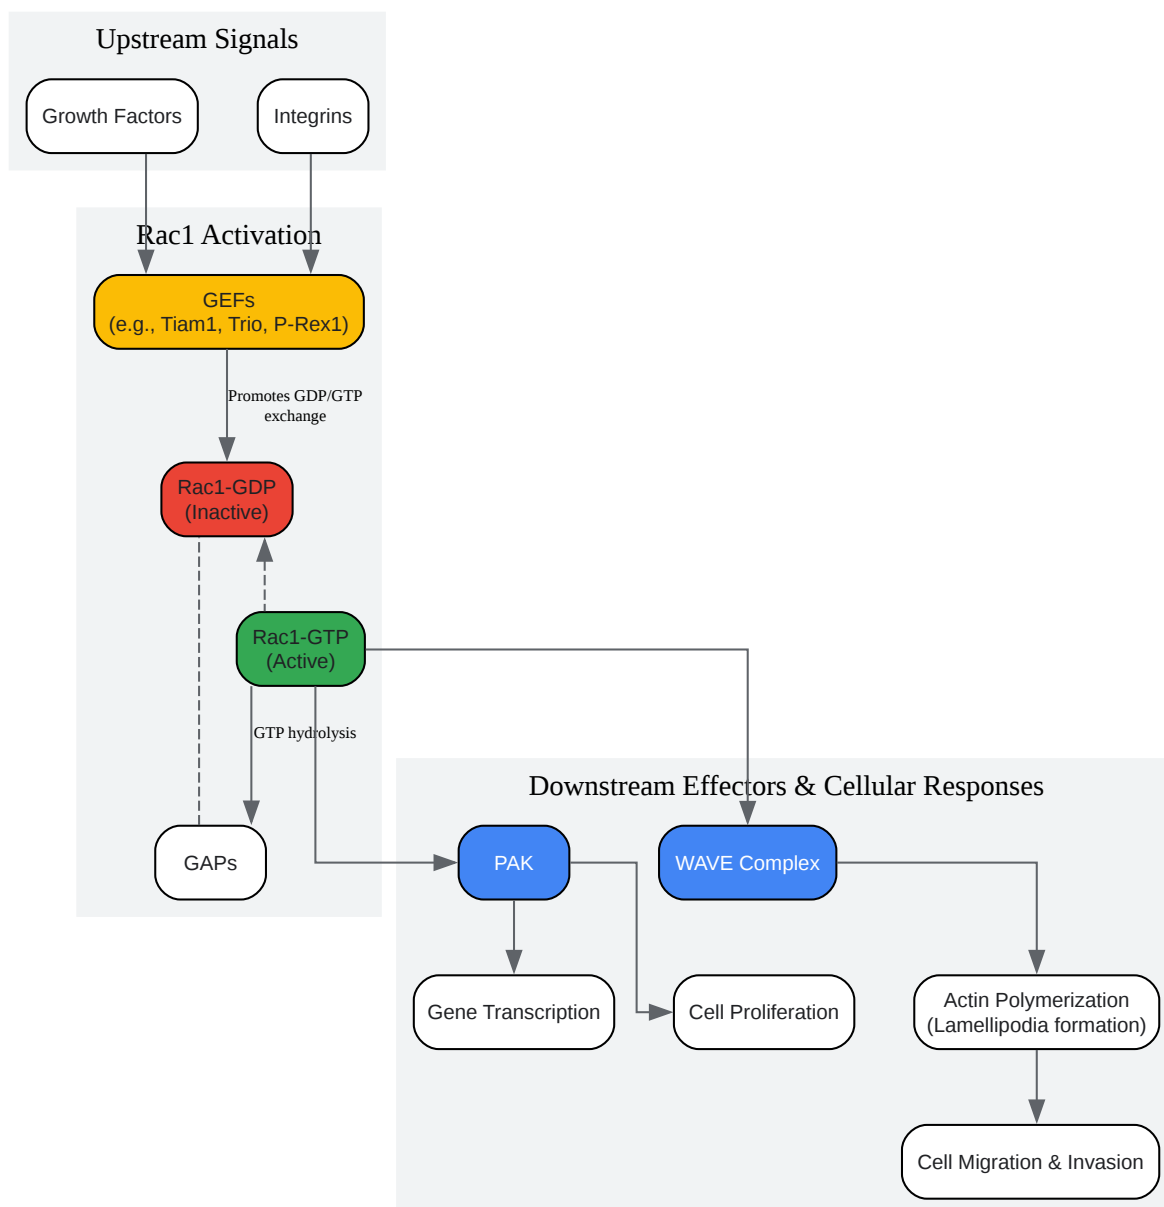 Upstream Signals
Growth Factors
Integrins
Rac1 Activation
GEFs
(e.g., Tiam1, Trio, P-Rex1)
Promotes GDP/GTP
exchange
Rac1-GDP
(Inactive)
Rac1-GTP
(Active)
GTP hydrolysis
Downstream Effectors & Cellular Responses
GAPs
PAK
WAVE Complex
Gene Transcription
Cell Proliferation
Actin Polymerization
(Lamellipodia formation)
Cell Migration & Invasion